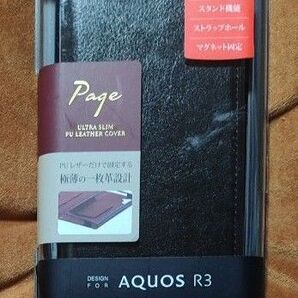 スタンド機能
ストラップホール
マグネット固定
Page
ULTRA SLIM
PU LEATHER COVER
PUレザーだけで固定する
極薄の一枚革設計
DESIGN
FOR
AQUOS R3